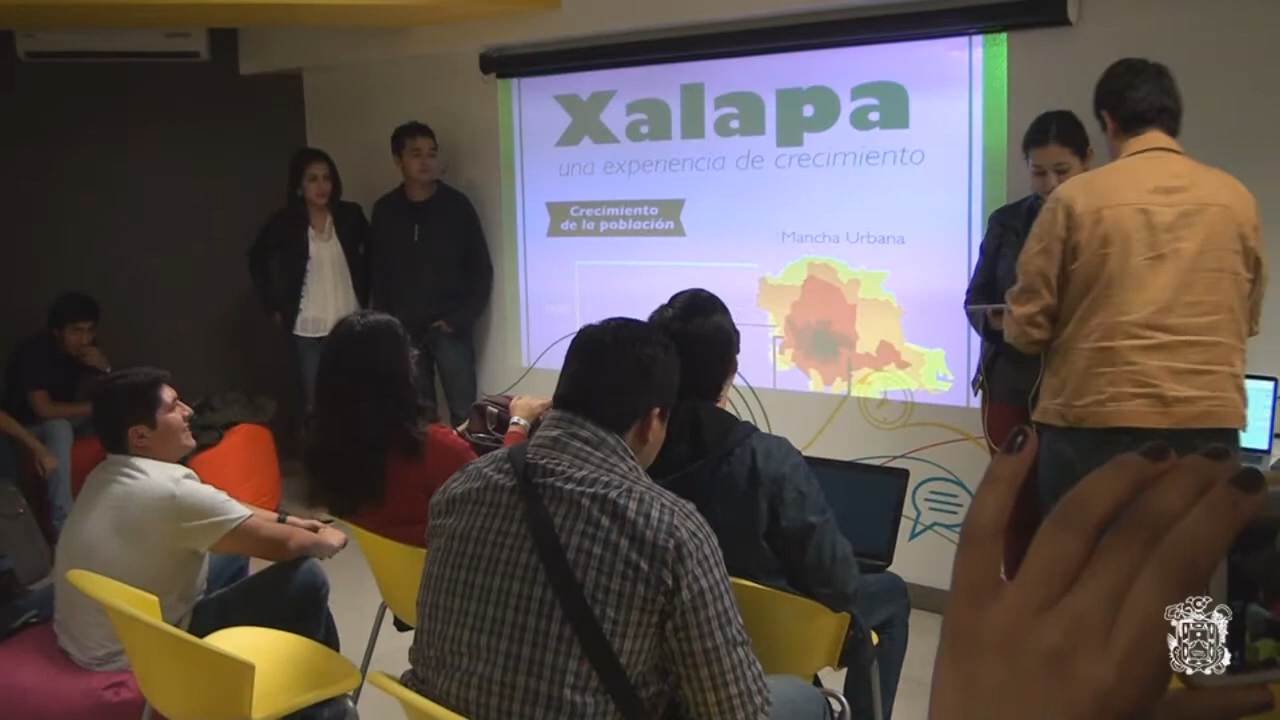 Xalapa
una experiencia de crecimiento
Crecimiento
de la población
Mancha Urbana